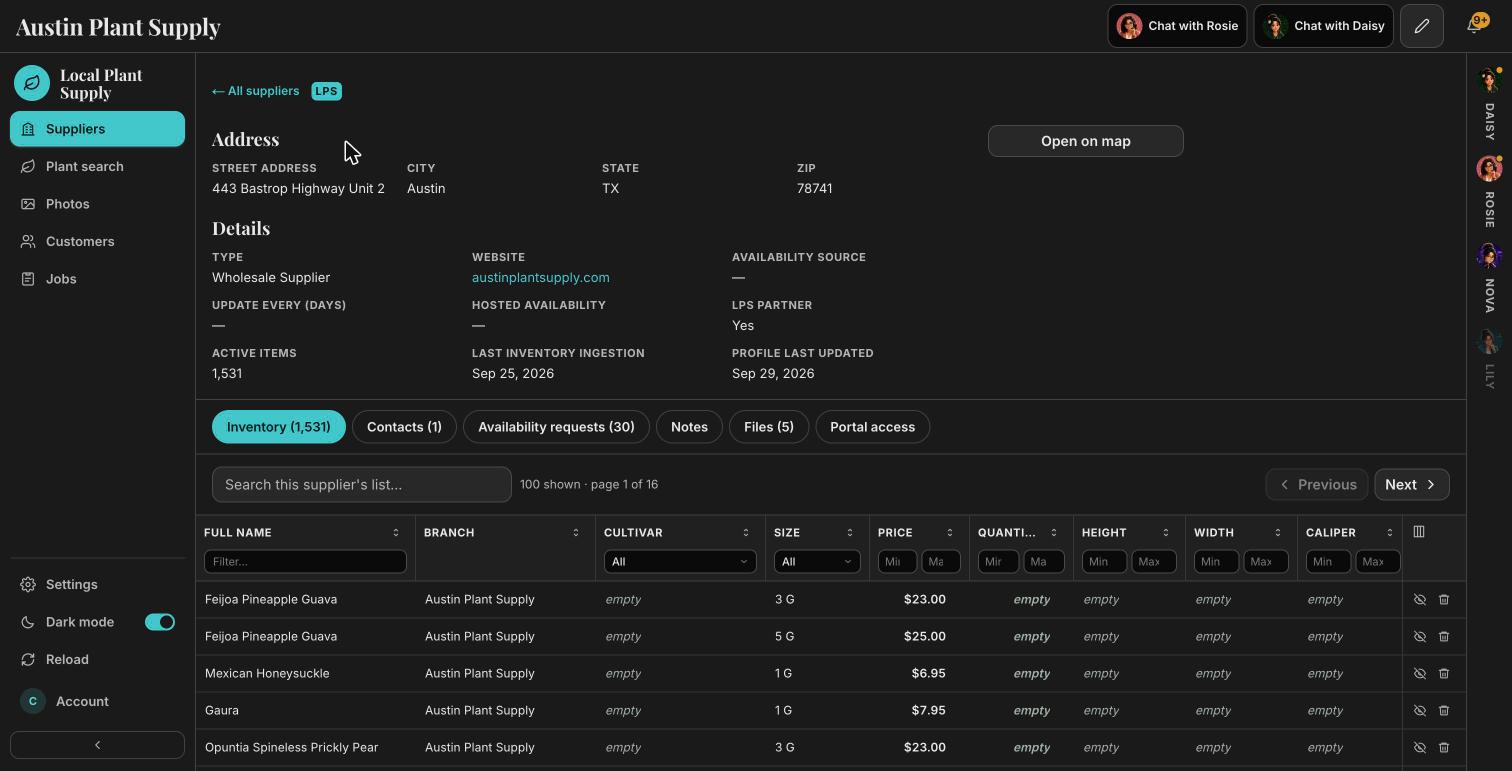 Austin Plant Supply
Chat with Rosie
Chat with Daisy
9+
Local Plant Supply
Suppliers
Plant search
Photos
Customers
Jobs
Settings
Dark mode
Reload
C Account
← All suppliers LPS
Address
Open on map
STREET ADDRESS CITY STATE ZIP
443 Bastrop Highway Unit 2 Austin TX 78741
Details
TYPE WEBSITE AVAILABILITY SOURCE
Wholesale Supplier austinplantsupply.com —
UPDATE EVERY (DAYS) HOSTED AVAILABILITY LPS PARTNER
— — Yes
ACTIVE ITEMS LAST INVENTORY INGESTION PROFILE LAST UPDATED
1,531 Sep 25, 2026 Sep 29, 2026
Inventory (1,531) Contacts (1) Availability requests (30) Notes Files (5) Portal access
Search this supplier's list... 100 shown · page 1 of 16 Previous Next
FULL NAME BRANCH CULTIVAR SIZE PRICE QUANTI... HEIGHT WIDTH CALIPER
Filter... All All Mi Ma Mir Ma Min Max Min Max Min Max
Feijoa Pineapple Guava Austin Plant Supply empty 3 G $23.00 empty empty empty empty
Feijoa Pineapple Guava Austin Plant Supply empty 5 G $25.00 empty empty empty empty
Mexican Honeysuckle Austin Plant Supply empty 1 G $6.95 empty empty empty empty
Gaura Austin Plant Supply empty 1 G $7.95 empty empty empty empty
Opuntia Spineless Prickly Pear Austin Plant Supply empty 3 G $23.00 empty empty empty empty
DAISY
ROSIE
NOVA
LILY